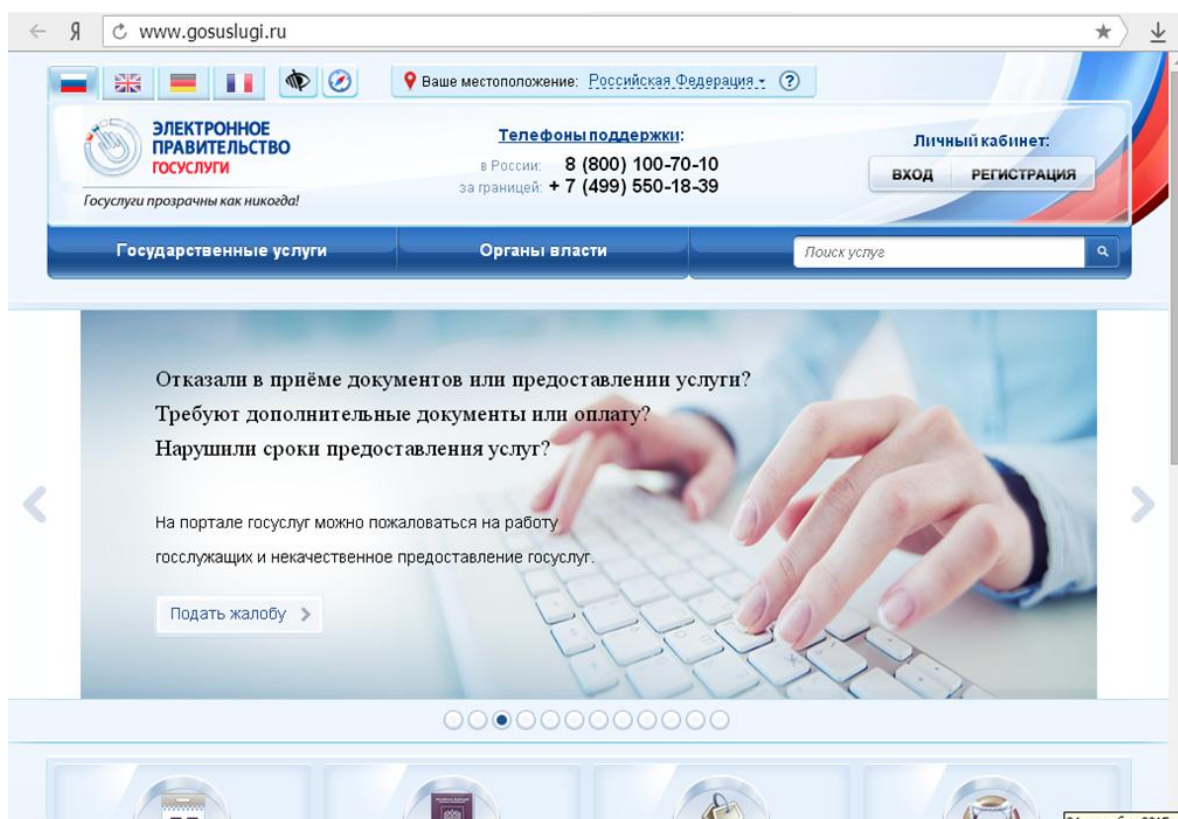 Я www.gosuslugi.ru
Ваше местоположение: Российская Федерация ?
ЭЛЕКТРОННОЕ
ПРАВИТЕЛЬСТВО
ГОСУСЛУГИ
Госуслуги прозрачны как никогда!
Телефоны поддержки:
в России: 8 (800) 100-70-10
за границей: + 7 (499) 550-18-39
Личный кабинет:
ВХОД РЕГИСТРАЦИЯ
Государственные услуги Органы власти Поиск услуг
Отказали в приёме документов или предоставлении услуги?
Требуют дополнительные документы или оплату?
Нарушили сроки предоставления услуг?
На портале госуслуг можно пожаловаться на работу
госслужащих и некачественное предоставление госуслуг.
Подать жалобу